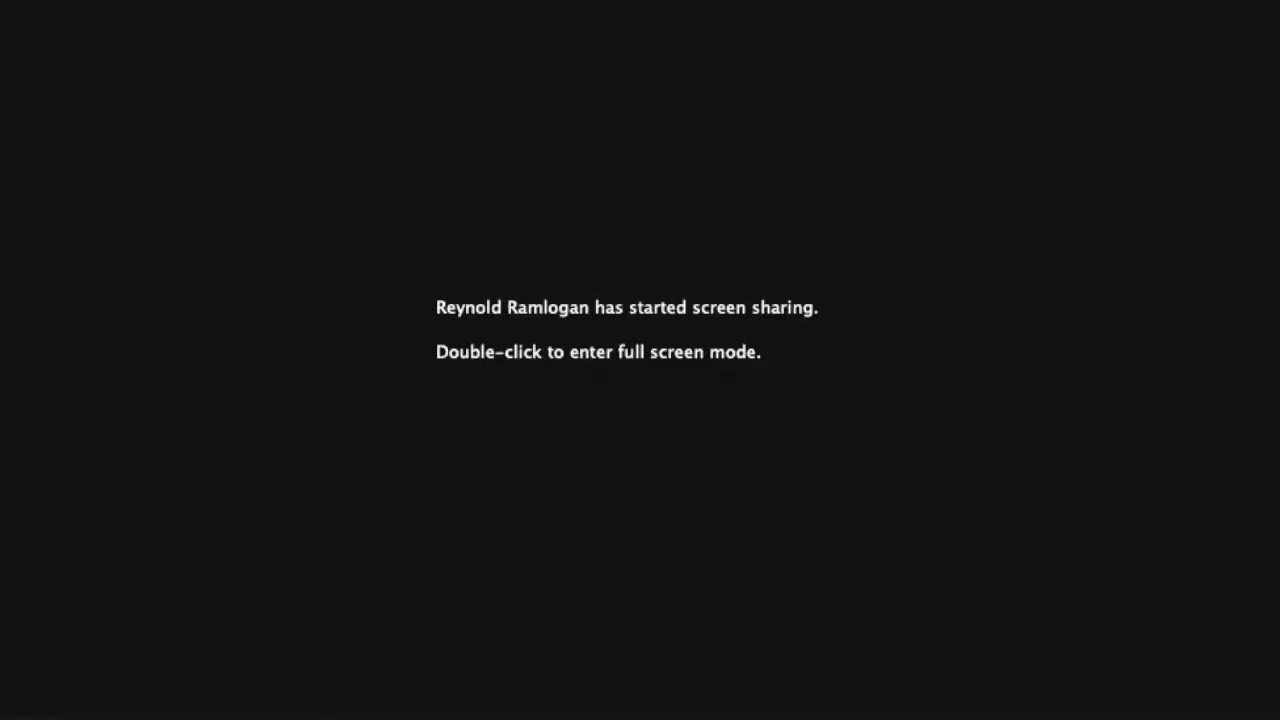 Reynold Ramlogan has started screen sharing.
Double-click to enter full screen mode.